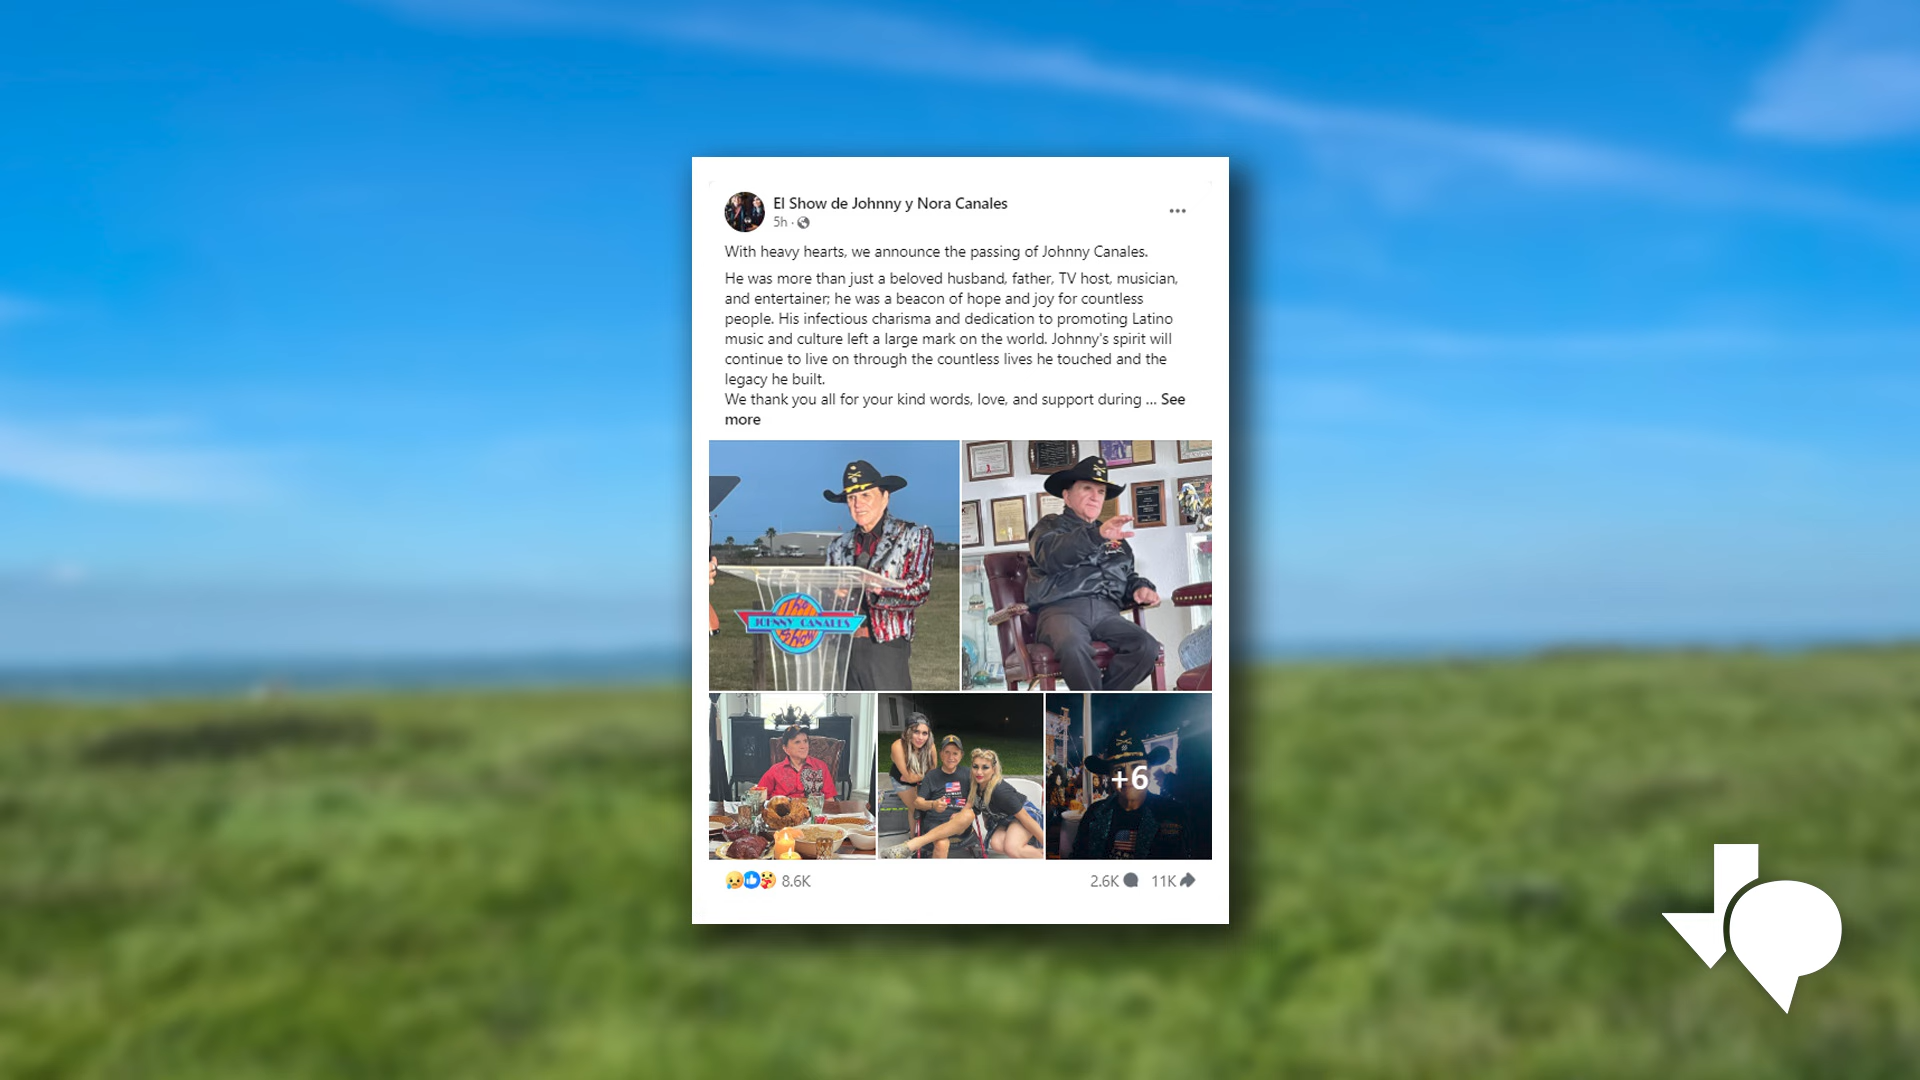 El Show de Johnny y Nora Canales
5h ·
With heavy hearts, we announce the passing of Johnny Canales.
He was more than just a beloved husband, father, TV host, musician,
and entertainer; he was a beacon of hope and joy for countless
people. His infectious charisma and dedication to promoting Latino
music and culture left a large mark on the world. Johnny's spirit will
continue to live on through the countless lives he touched and the
legacy he built.
We thank you all for your kind words, love, and support during ... See
more
The
JOHNNY CANALES
Show
+6
8.6K
2.6K
11K